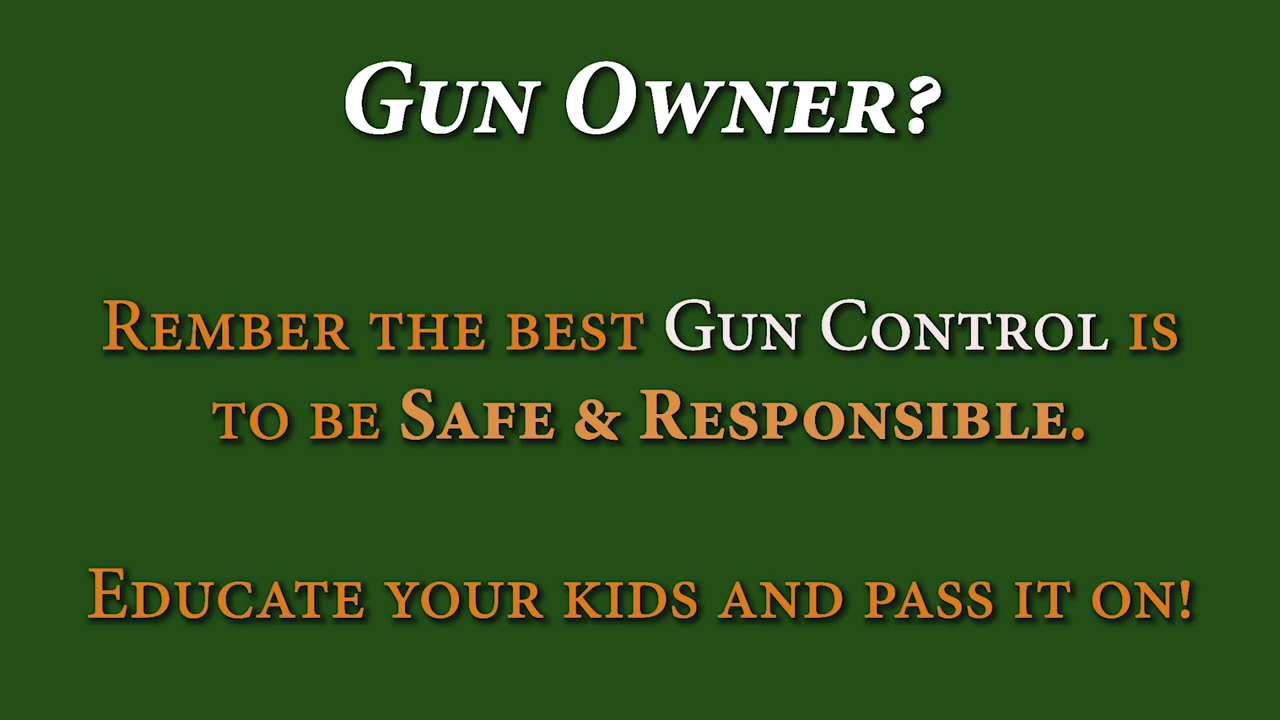 Gun Owner?
Rember the best Gun Control is
to be Safe & Responsible.
Educate your kids and pass it on!